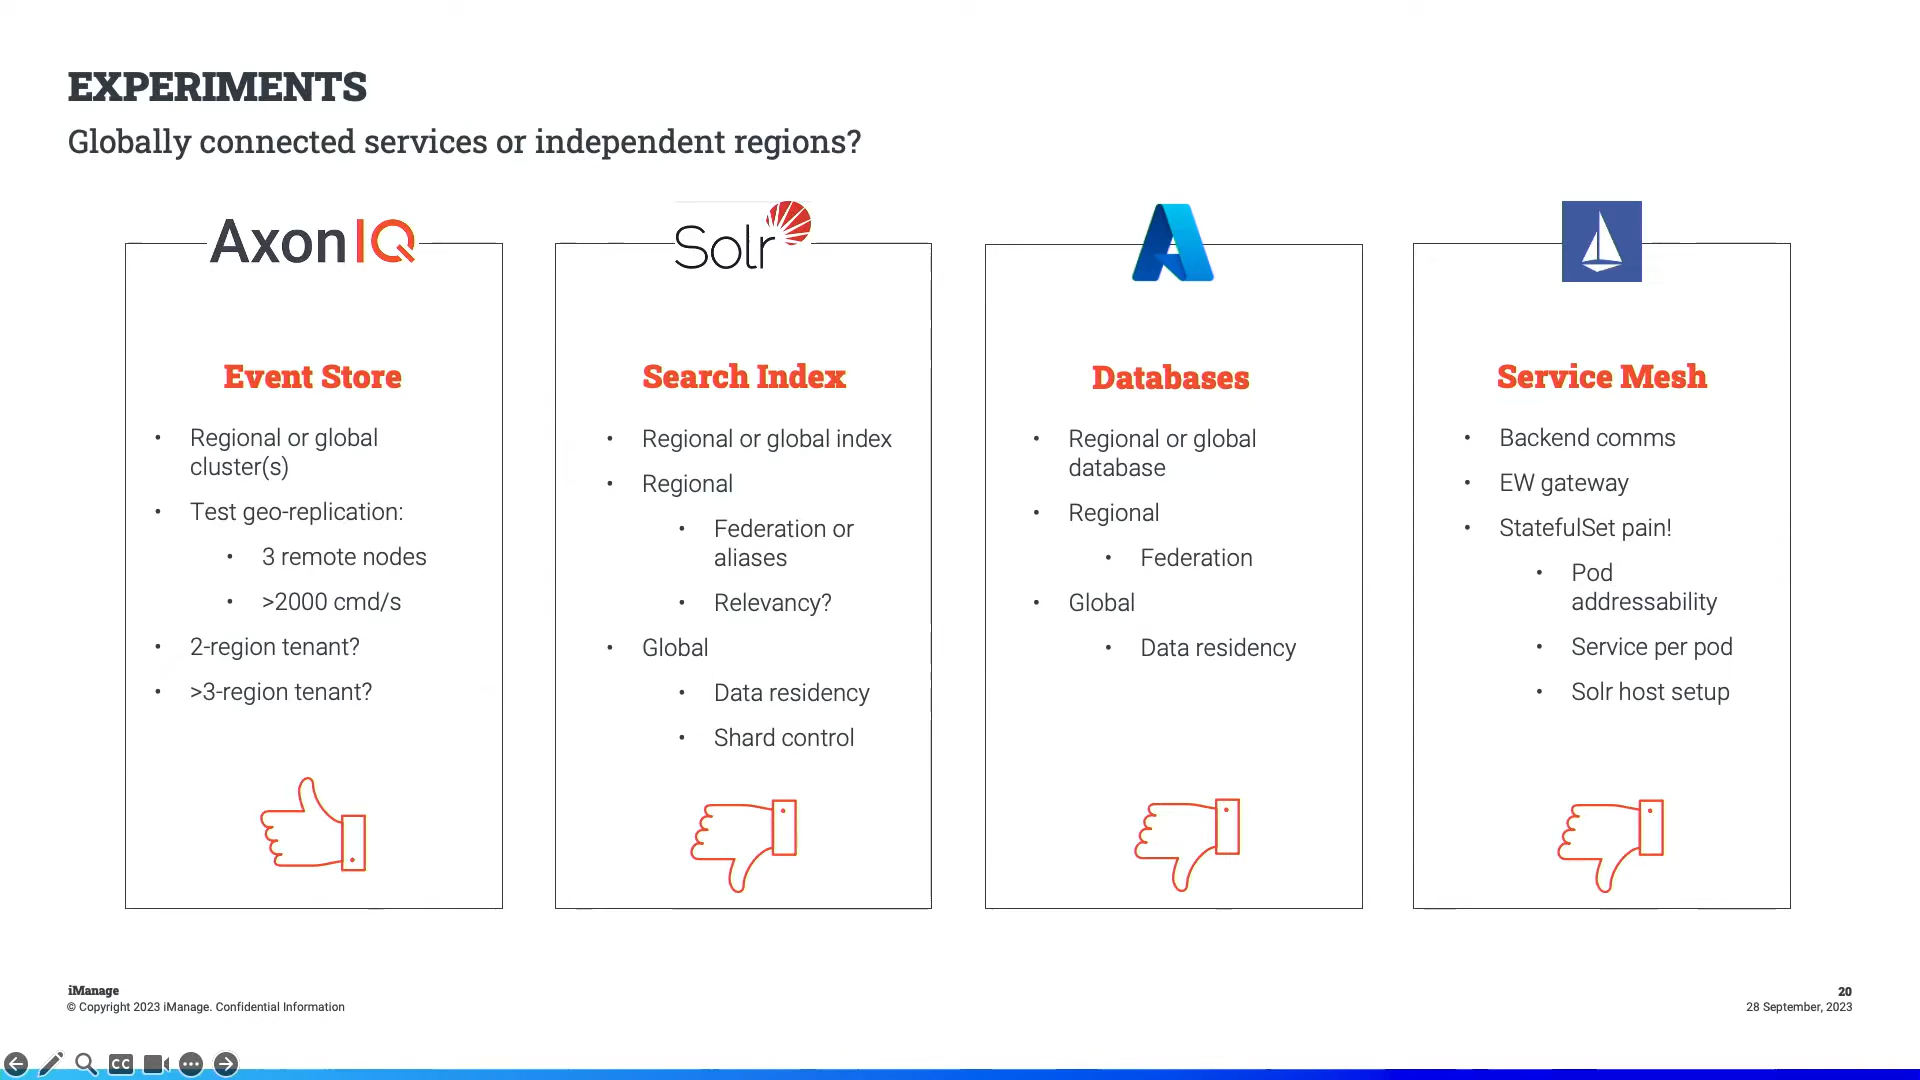 EXPERIMENTS
Globally connected services or independent regions?
AxonIQ
Event Store
• Regional or global
cluster(s)
• Test geo-replication:
• 3 remote nodes
• >2000 cmd/s
• 2-region tenant?
• >3-region tenant?
Solr
Search Index
• Regional or global index
• Regional
• Federation or
aliases
• Relevancy?
• Global
• Data residency
• Shard control
Databases
• Regional or global
database
• Regional
• Federation
• Global
• Data residency
Service Mesh
• Backend comms
• EW gateway
• StatefulSet pain!
• Pod
addressability
• Service per pod
• Solr host setup
iManage
© Copyright 2023 iManage. Confidential Information
20
28 September, 2023
CC